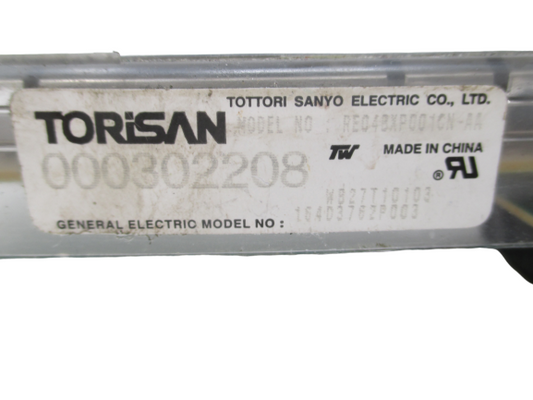 TOTTORI SANYO ELECTRIC CO., LTD.
TORiSAN
MODEL NO :
000302208
TW
MADE IN CHINA
® RU
WB27T10103
GENERAL ELECTRIC MODEL NO : 164D3762P003